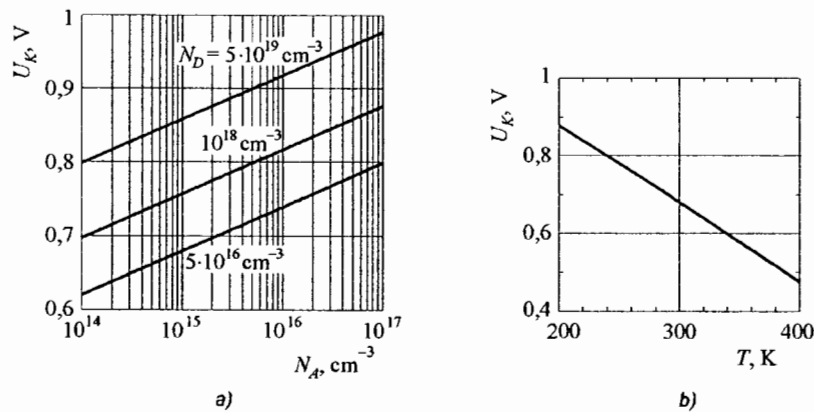 U_K, V
1
0,9
0,8
0,7
0,6
N_D = 5·10^19 cm^−3
10^18 cm^−3
5·10^16 cm^−3
10^14 10^15 10^16 10^17
N_A, cm^−3
a)
U_K, V
1
0,8
0,6
0,4
200 300 400
T, K
b)